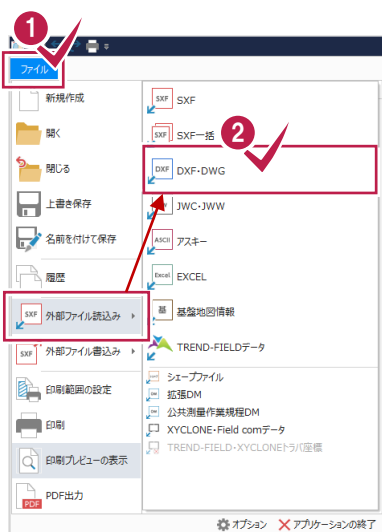 1
ファイル
新規作成
開く
閉じる
上書き保存
名前を付けて保存
履歴
SXF 外部ファイル読込み
SXF 外部ファイル書込み
印刷範囲の設定
印刷
印刷プレビューの表示
PDF PDF出力
SXF SXF
SXF SXF一括
2
DXF DXF・DWG
JWC・JWW
ASCII アスキー
Excel EXCEL
基 基盤地図情報
TREND-FIELDデータ
シェープファイル
拡張DM
公共測量作業規程DM
XYCLONE・Field comデータ
TREND-FIELD・XYCLONEトラバ座標
オプション アプリケーションの終了